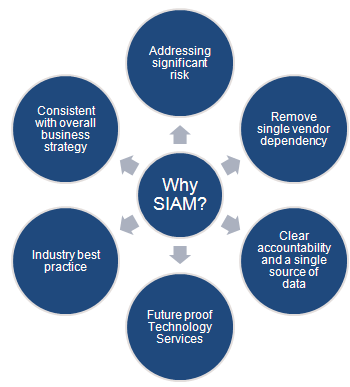 Addressing
significant
risk
Consistent
with overall
business
strategy
Remove
single vendor
dependency
Why
SIAM?
Industry best
practice
Clear
accountability
and a single
source of
data
Future proof
Technology
Services